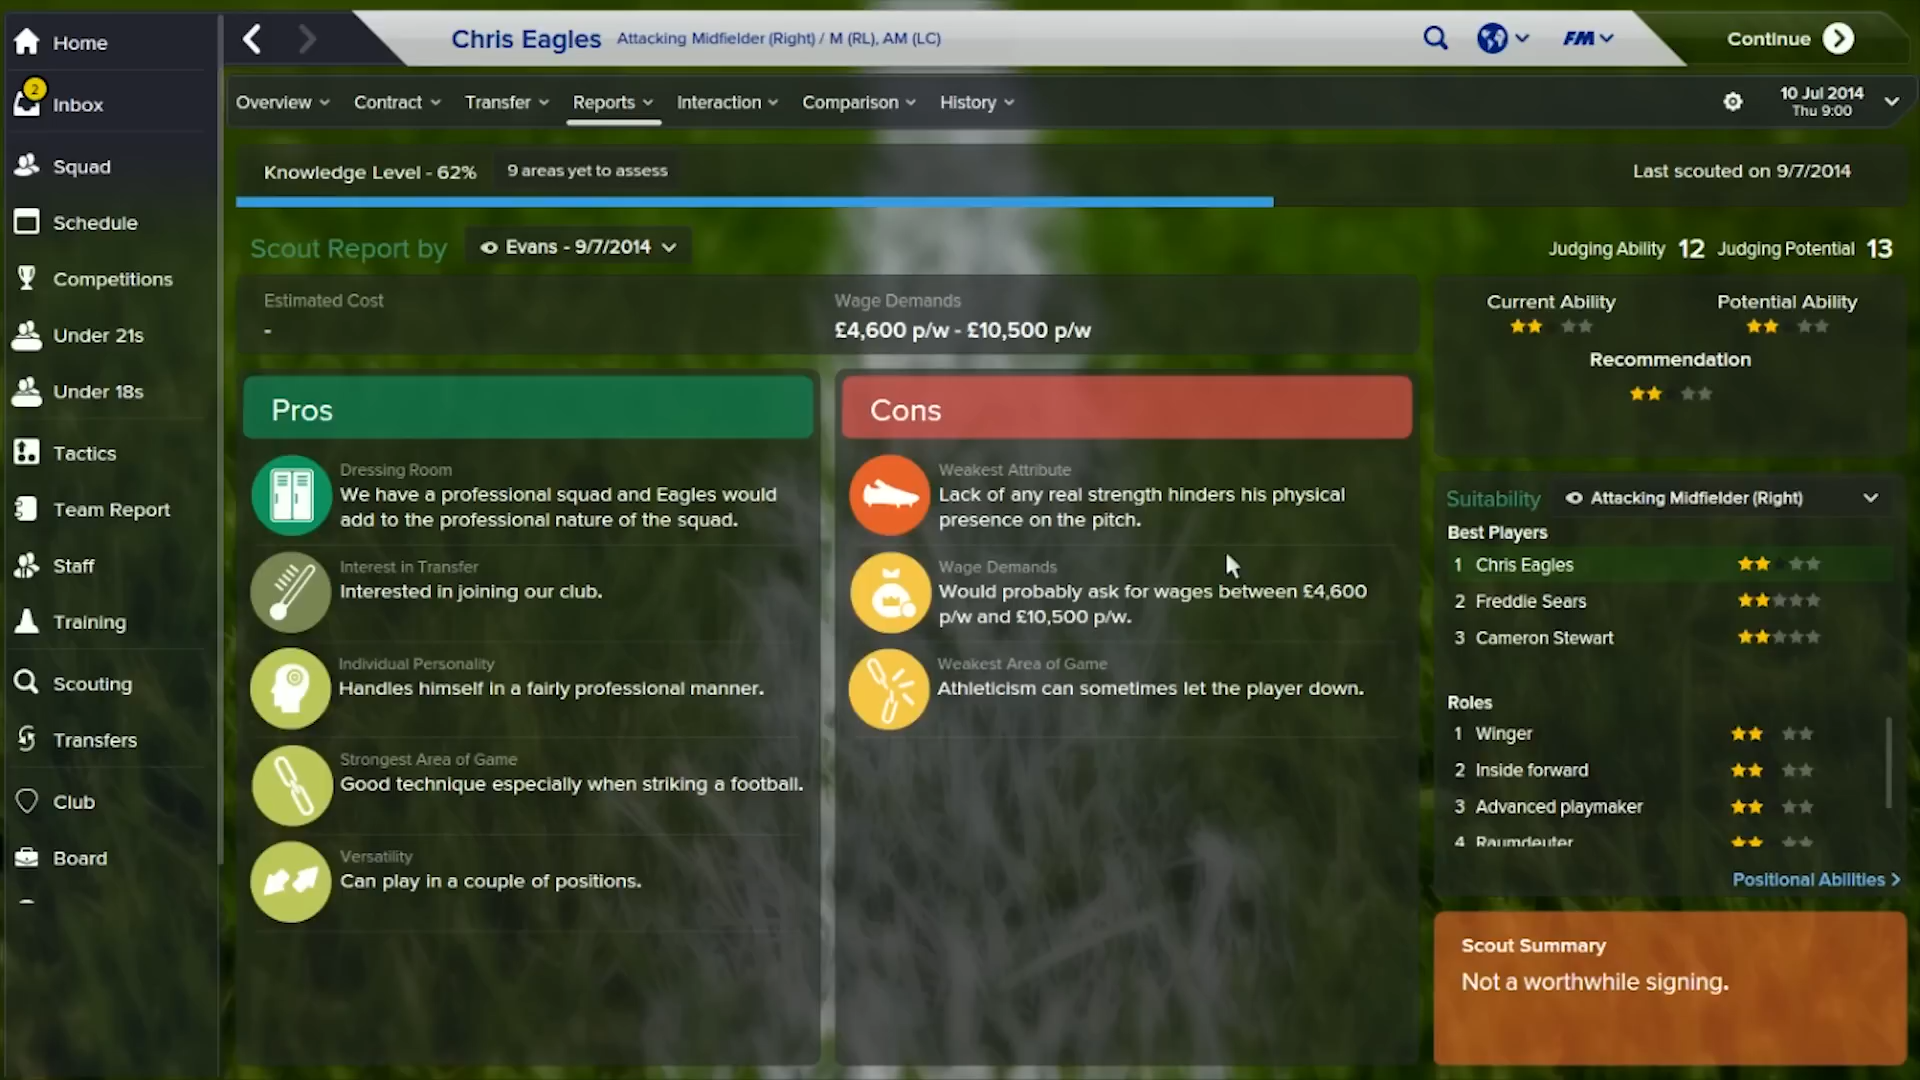 Home
2
Inbox
Squad
Schedule
Competitions
Under 21s
Under 18s
Tactics
Team Report
Staff
Training
Scouting
Transfers
Club
Board
Chris Eagles Attacking Midfielder (Right) / M (RL), AM (LC)
FM
Continue
Overview Contract Transfer Reports Interaction Comparison History
10 Jul 2014
Thu 9:00
Knowledge Level - 62% 9 areas yet to assess
Last scouted on 9/7/2014
Scout Report by Evans - 9/7/2014
Judging Ability 12 Judging Potential 13
Estimated Cost
-
Wage Demands
£4,600 p/w - £10,500 p/w
Current Ability
Potential Ability
Recommendation
Pros
Dressing Room
We have a professional squad and Eagles would
add to the professional nature of the squad.
Interest in Transfer
Interested in joining our club.
Individual Personality
Handles himself in a fairly professional manner.
Strongest Area of Game
Good technique especially when striking a football.
Versatility
Can play in a couple of positions.
Cons
Weakest Attribute
Lack of any real strength hinders his physical
presence on the pitch.
Wage Demands
Would probably ask for wages between £4,600
p/w and £10,500 p/w.
Weakest Area of Game
Athleticism can sometimes let the player down.
Suitability Attacking Midfielder (Right)
Best Players
1 Chris Eagles
2 Freddie Sears
3 Cameron Stewart
Roles
1 Winger
2 Inside forward
3 Advanced playmaker
4 Raumdeuter
Positional Abilities >
Scout Summary
Not a worthwhile signing.